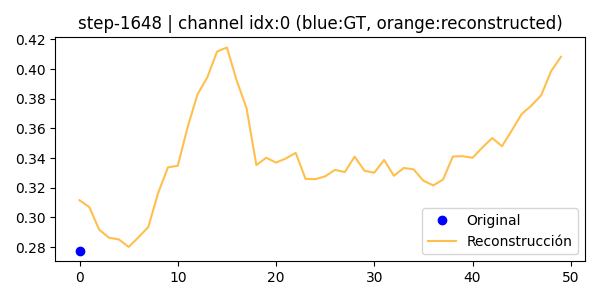 step-1648 | channel idx:0 (blue:GT, orange:reconstructed)
0.42
0.40
0.38
0.36
0.34
0.32
0.30
0.28
0 10 20 30 40 50
Original
Reconstrucción